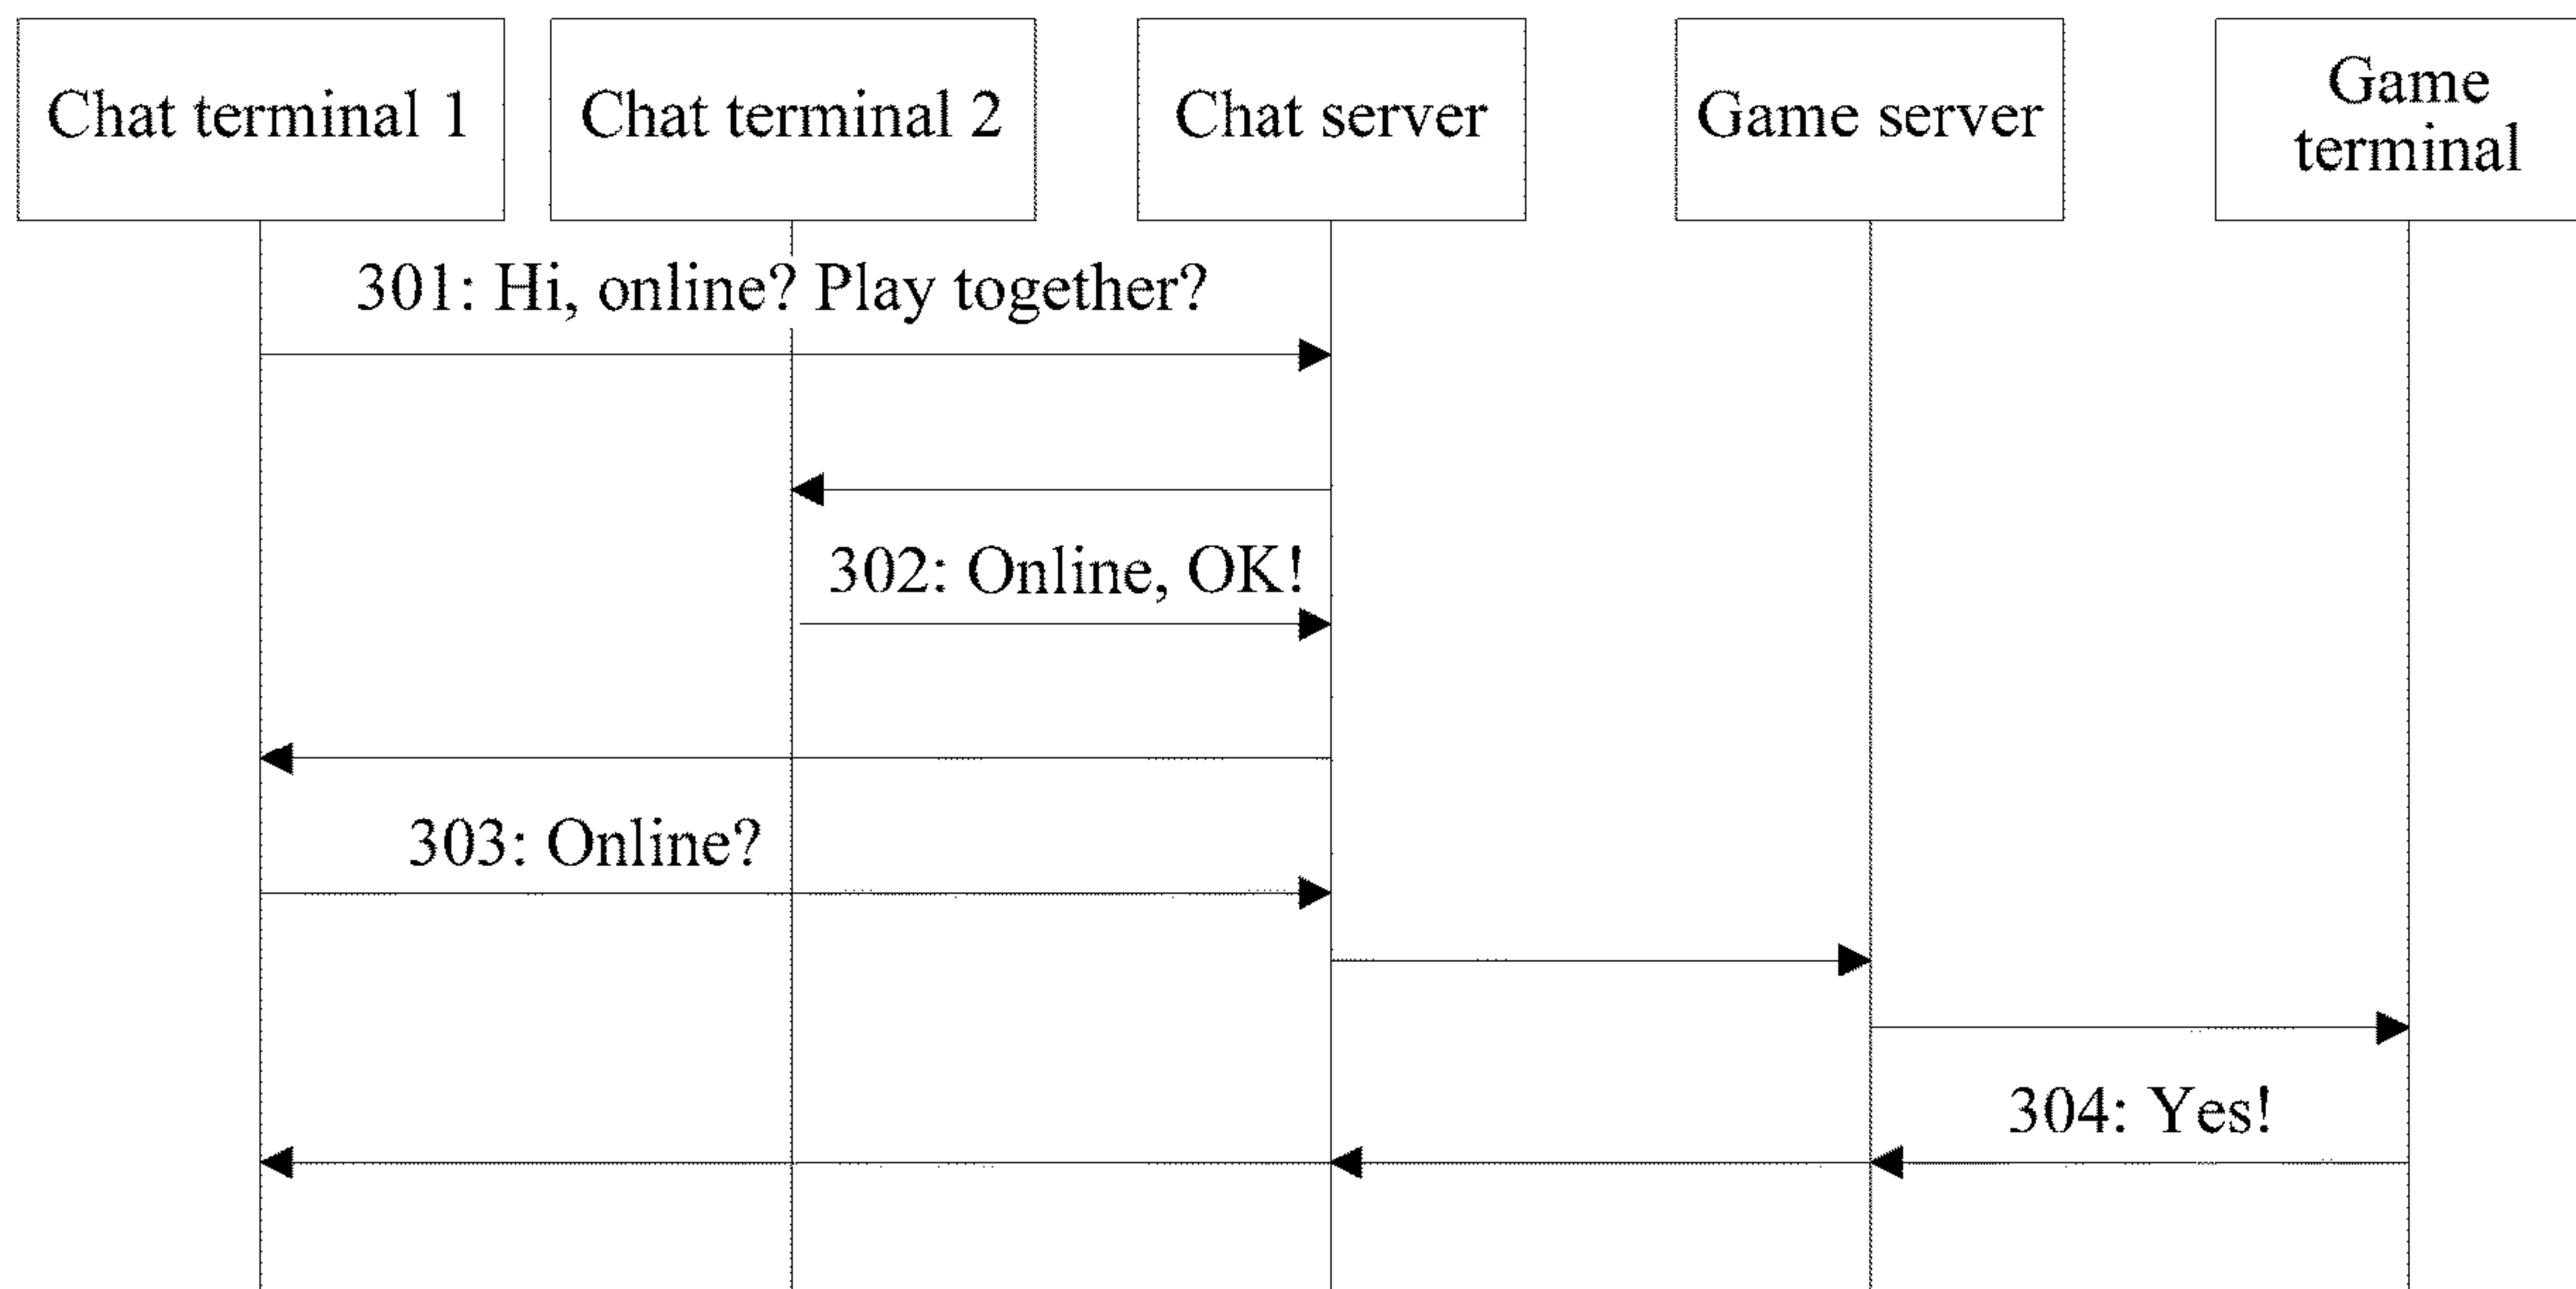 Chat terminal 1
Chat terminal 2
Chat server
Game server
Game
terminal
301: Hi, online? Play together?
302: Online, OK!
303: Online?
304: Yes!